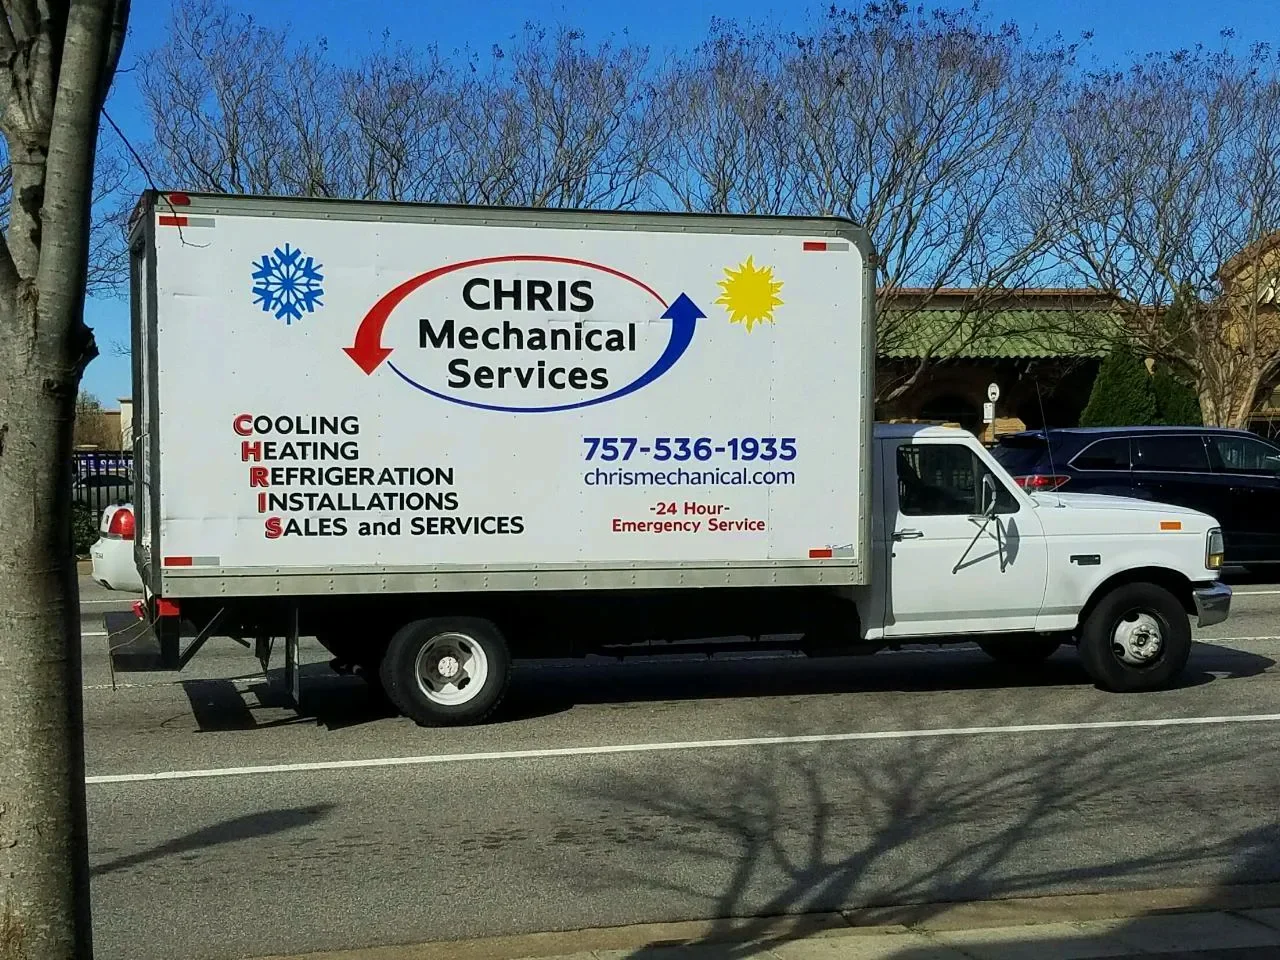 CHRIS
Mechanical
Services
COOLING
HEATING
REFRIGERATION
INSTALLATIONS
SALES and SERVICES
757-536-1935
chrismechanical.com
-24 Hour-
Emergency Service